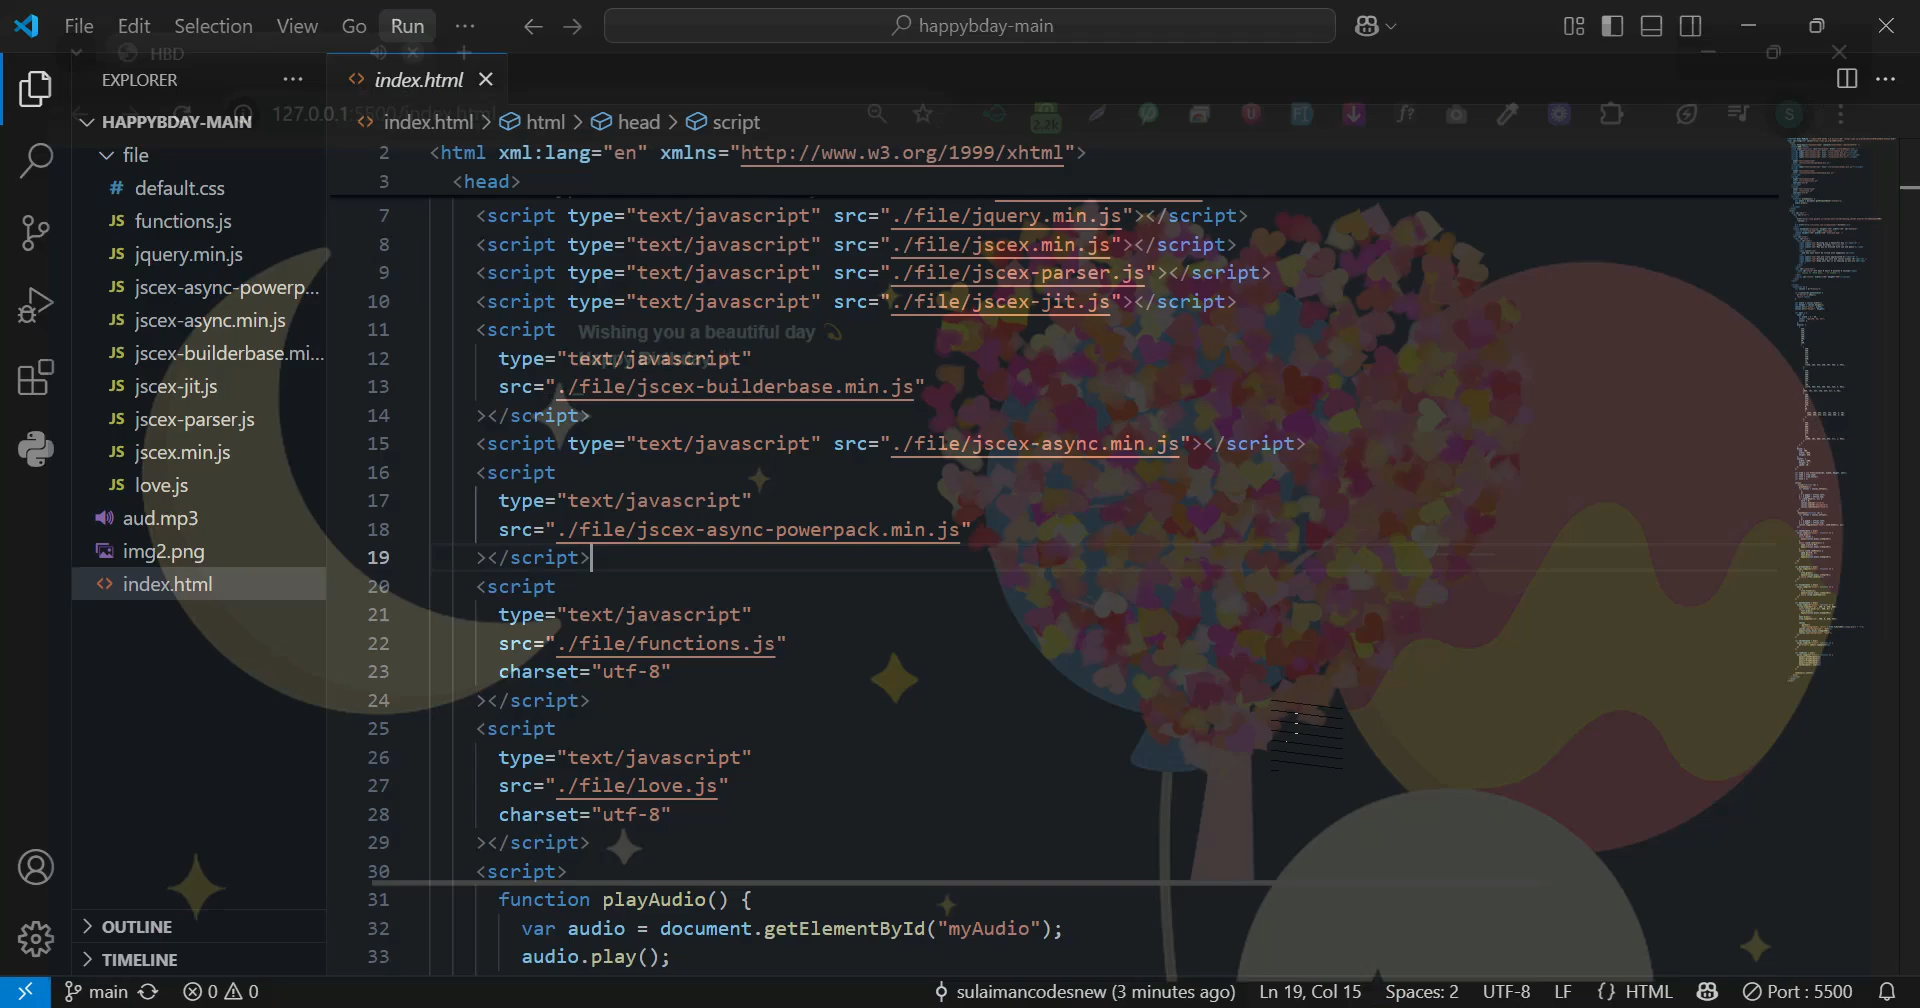 File Edit Selection View Go Run ··· happybday-main
HBD
EXPLORER ··· index.html
127.0.0.1:5500/index.html
HAPPYBDAY-MAIN
index.html > html > head > script
file
default.css
functions.js
jquery.min.js
jscex-async-powerp...
jscex-async.min.js
jscex-builderbase.mi...
jscex-jit.js
jscex-parser.js
jscex.min.js
love.js
aud.mp3
img2.png
index.html
OUTLINE
TIMELINE
2 <html xml:lang="en" xmlns="http://www.w3.org/1999/xhtml">
3 <head>
7 <script type="text/javascript" src="./file/jquery.min.js"></script>
8 <script type="text/javascript" src="./file/jscex.min.js"></script>
9 <script type="text/javascript" src="./file/jscex-parser.js"></script>
10 <script type="text/javascript" src="./file/jscex-jit.js"></script>
11 <script
Wishing you a beautiful day
12 type="text/javascript"
13 src="./file/jscex-builderbase.min.js"
14 ></script>
15 <script type="text/javascript" src="./file/jscex-async.min.js"></script>
16 <script
17 type="text/javascript"
18 src="./file/jscex-async-powerpack.min.js"
19 ></script>
20 <script
21 type="text/javascript"
22 src="./file/functions.js"
23 charset="utf-8"
24 ></script>
25 <script
26 type="text/javascript"
27 src="./file/love.js"
28 charset="utf-8"
29 ></script>
30 <script>
31 function playAudio() {
32 var audio = document.getElementById("myAudio");
33 audio.play();
main 0 0 sulaimancodesnew (3 minutes ago) Ln 19, Col 15 Spaces: 2 UTF-8 LF {} HTML Port : 5500